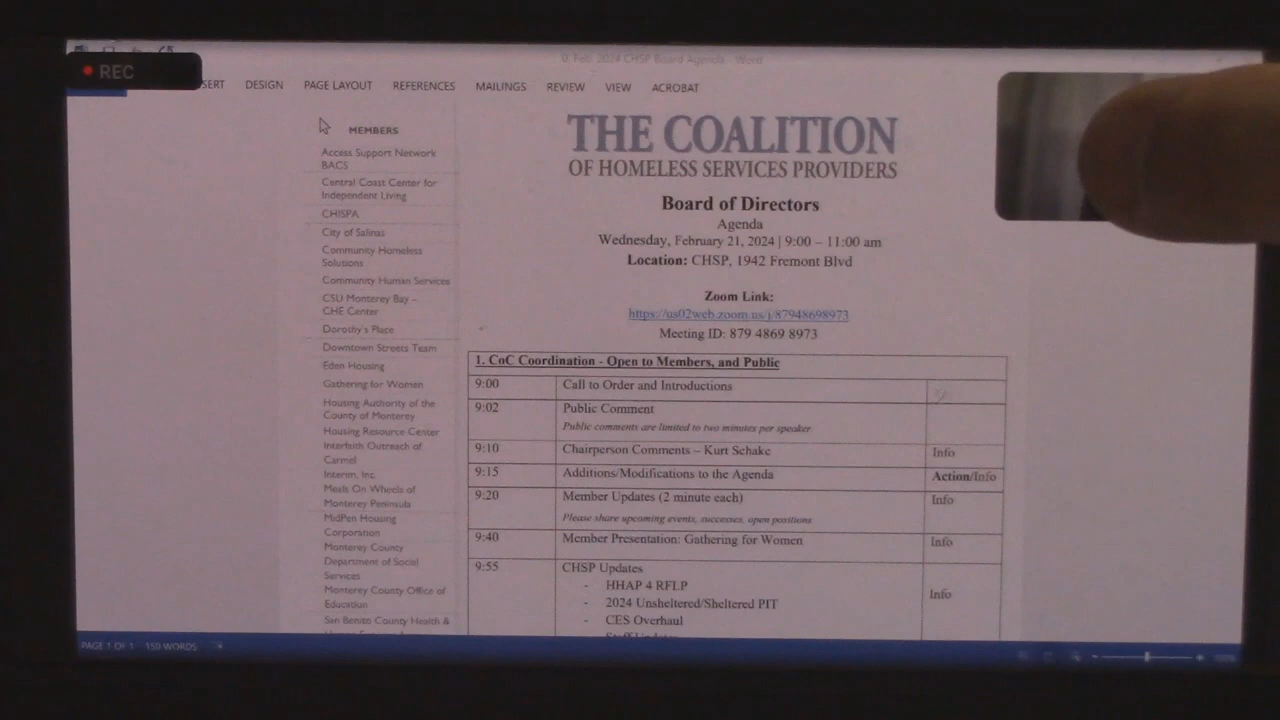 0. Feb. 2024 CHSP Board Agenda - Word
REC
SERT DESIGN PAGE LAYOUT REFERENCES MAILINGS REVIEW VIEW ACROBAT
MEMBERS
Access Support Network
BACS
Central Coast Center for
Independent Living
CHISPA
City of Salinas
Community Homeless
Solutions
Community Human Services
CSU Monterey Bay –
CHE Center
Dorothy's Place
Downtown Streets Team
Eden Housing
Gathering for Women
Housing Authority of the
County of Monterey
Housing Resource Center
Interfaith Outreach of
Carmel
Interim, Inc.
Meals On Wheels of
Monterey Peninsula
MidPen Housing
Corporation
Monterey County
Department of Social
Services
Monterey County Office of
Education
San Benito County Health &
THE COALITION
OF HOMELESS SERVICES PROVIDERS
Board of Directors
Agenda
Wednesday, February 21, 2024 | 9:00 – 11:00 am
Location: CHSP, 1942 Fremont Blvd
Zoom Link:
https://us02web.zoom.us/j/87948698973
Meeting ID: 879 4869 8973
1. CoC Coordination - Open to Members, and Public
9:00 Call to Order and Introductions
9:02 Public Comment
Public comments are limited to two minutes per speaker
9:10 Chairperson Comments – Kurt Schake Info
9:15 Additions/Modifications to the Agenda Action/Info
9:20 Member Updates (2 minute each) Info
Please share upcoming events, successes, open positions
9:40 Member Presentation: Gathering for Women Info
9:55 CHSP Updates
- HHAP 4 RFLP
Info
- 2024 Unsheltered/Sheltered PIT
- CES Overhaul
PAGE 1 OF 1 159 WORDS